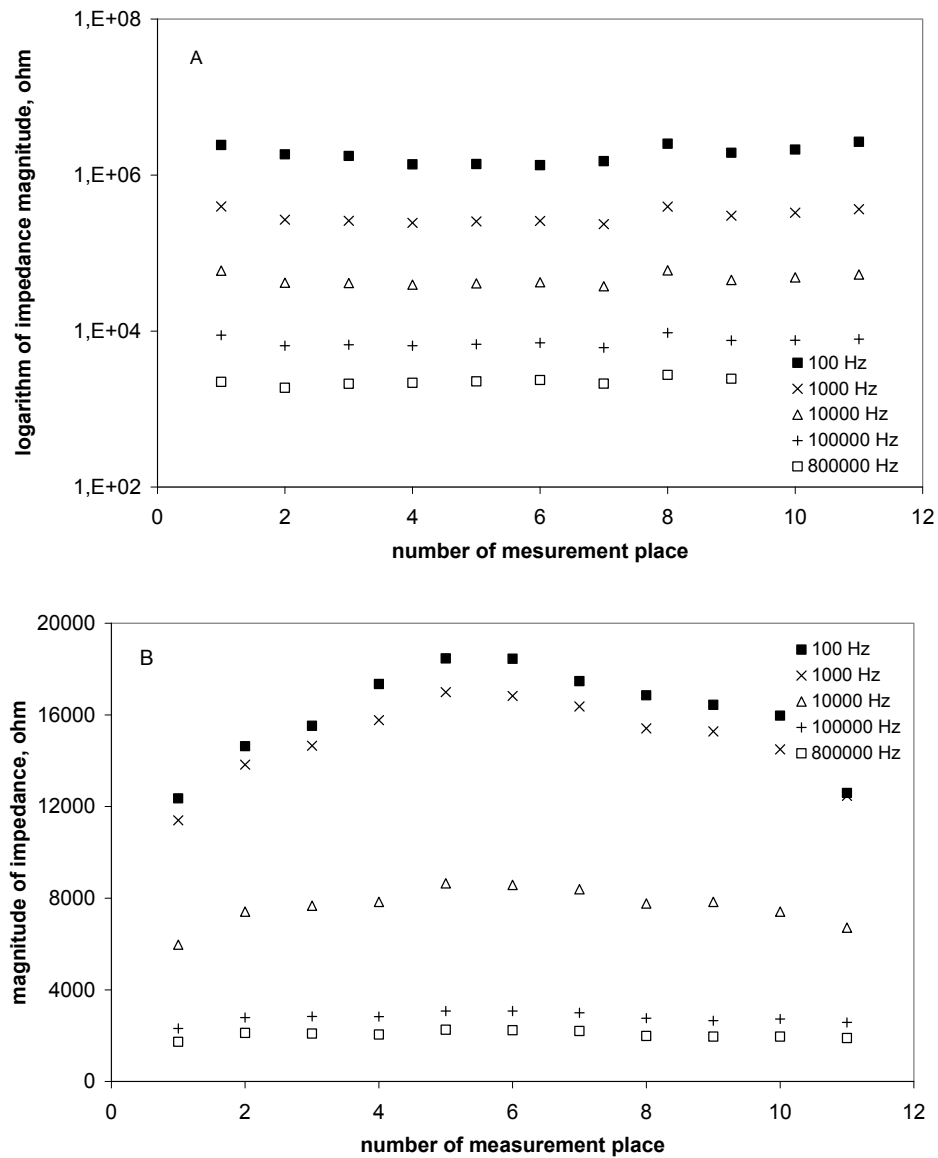 1,E+08
A
1,E+06
1,E+04
1,E+02
logarithm of impedance magnitude, ohm
100 Hz
1000 Hz
10000 Hz
100000 Hz
800000 Hz
0 2 4 6 8 10 12
number of mesurement place
20000
B
16000
12000
8000
4000
0
magnitude of impedance, ohm
100 Hz
1000 Hz
10000 Hz
100000 Hz
800000 Hz
0 2 4 6 8 10 12
number of measurement place